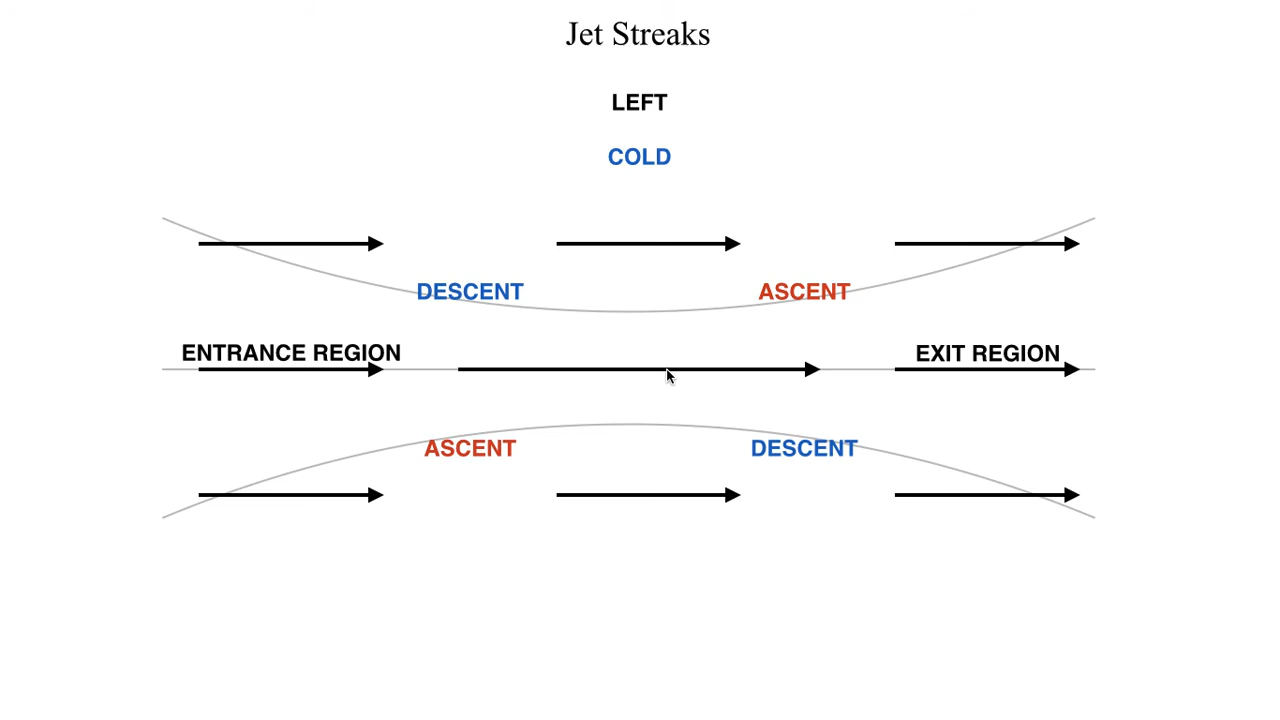 Jet Streaks
LEFT
COLD
DESCENT
ASCENT
ENTRANCE REGION
EXIT REGION
ASCENT
DESCENT